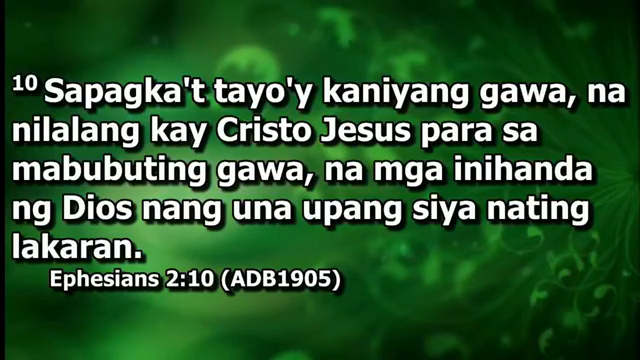 10 Sapagka't tayo'y kaniyang gawa, na
nilalang kay Cristo Jesus para sa
mabubuting gawa, na mga inihanda
ng Dios nang una upang siya nating
lakaran.
Ephesians 2:10 (ADB1905)